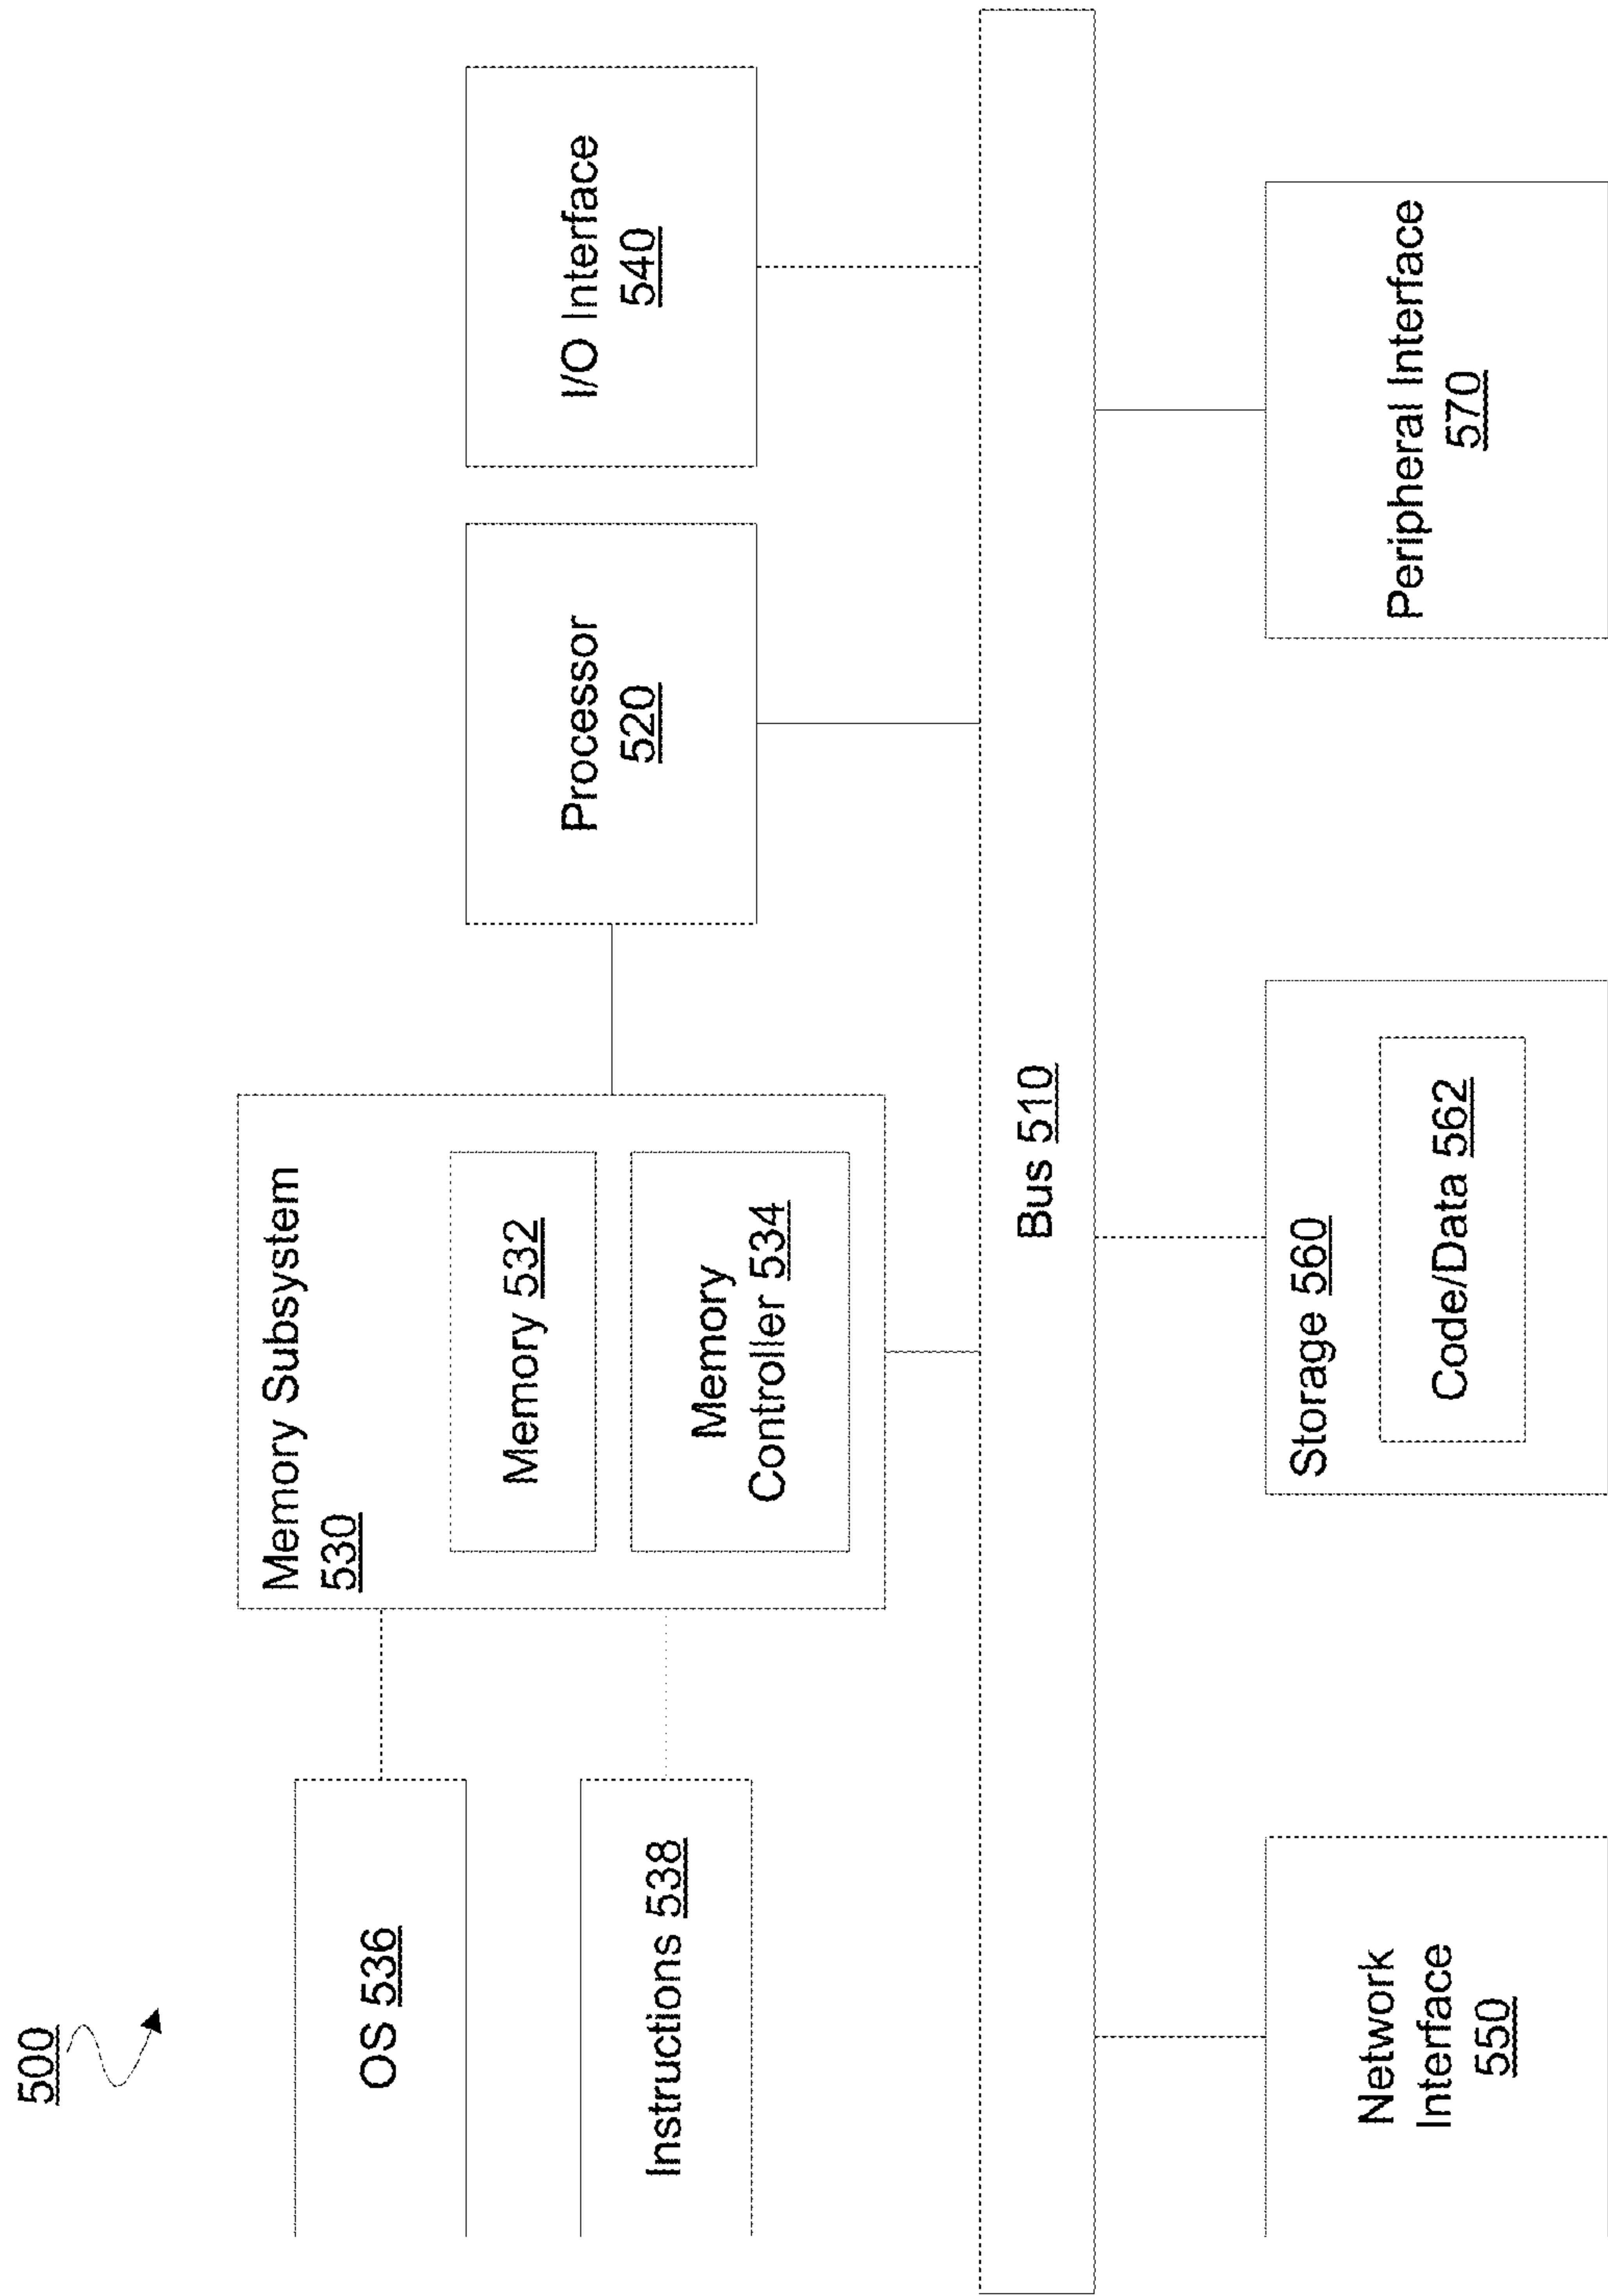 500
OS 536
Instructions 538
Memory Subsystem
530
Memory 532
Memory
Controller 534
Processor
520
I/O Interface
540
Bus 510
Network
Interface
550
Storage 560
Code/Data 562
Peripheral Interface
570